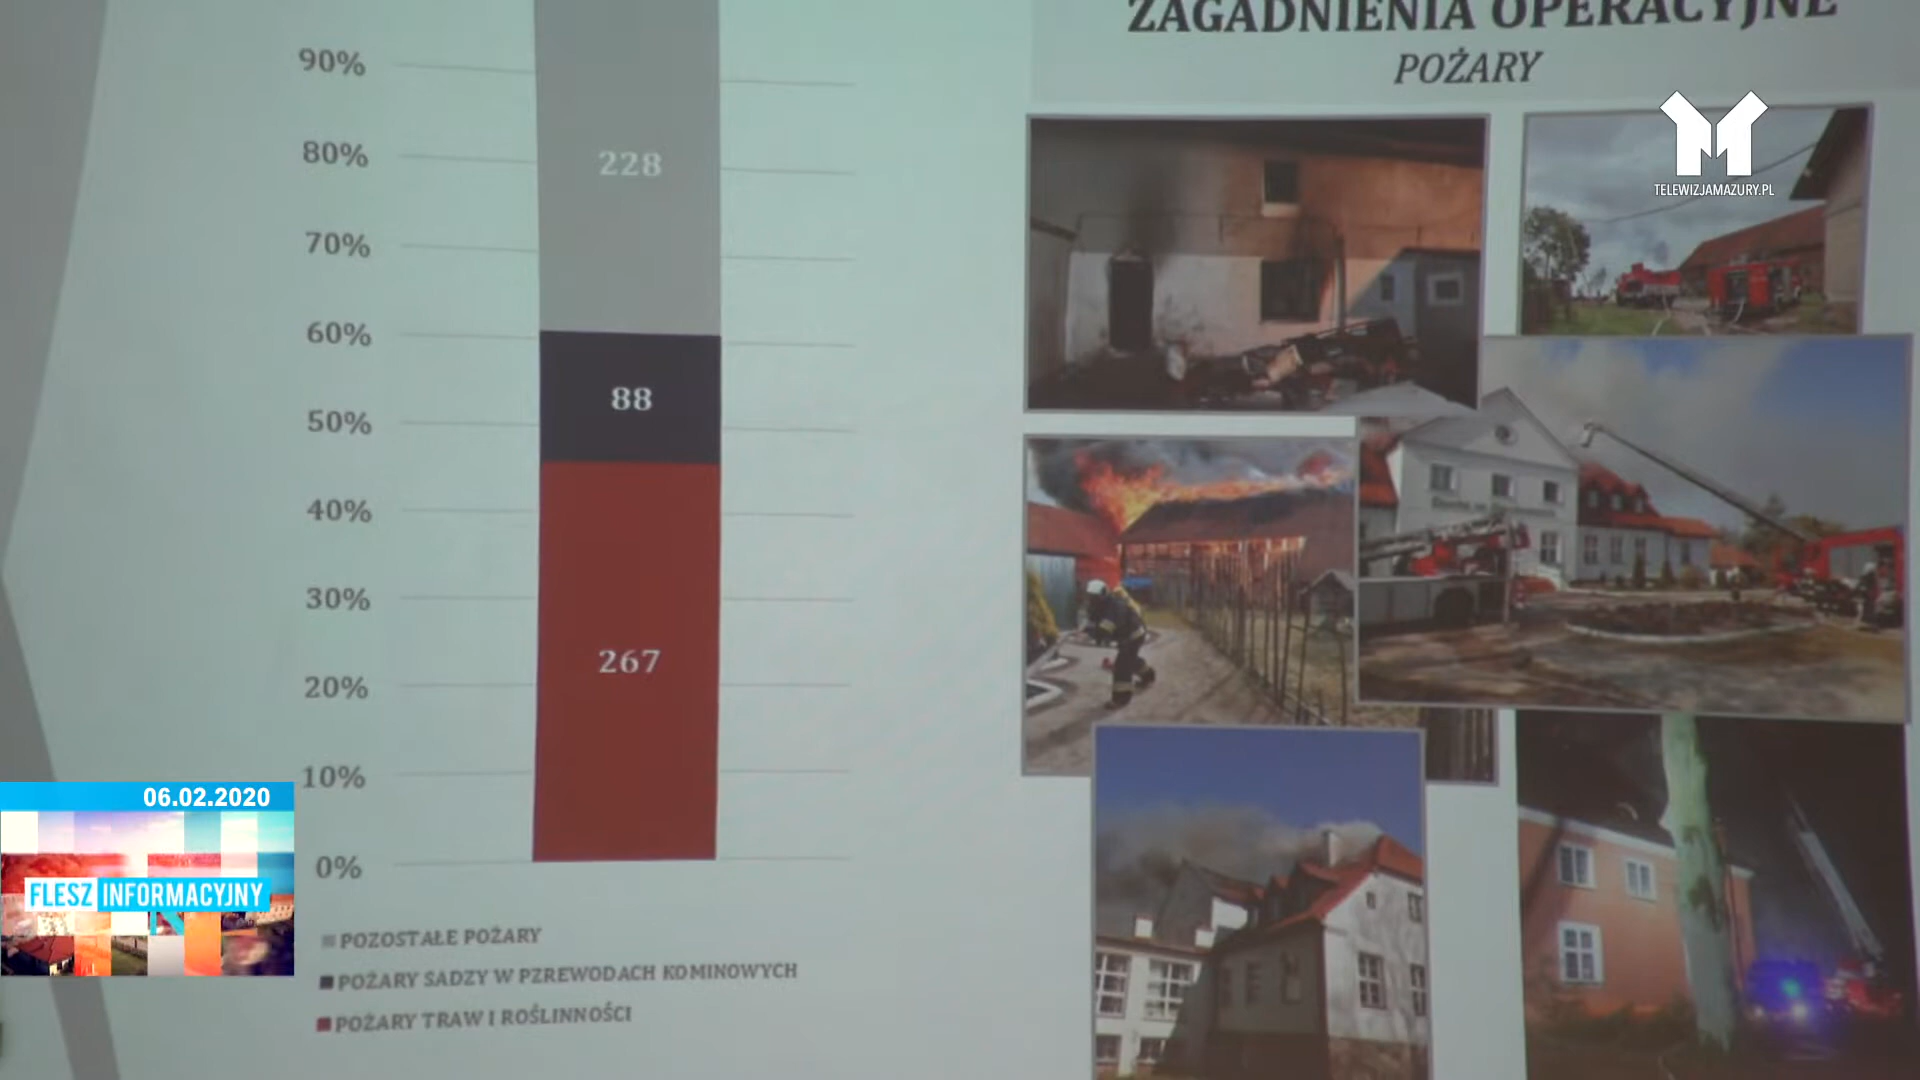 ZAGADNIENIA OPERACYJNE
POŻARY
TELEWIZJAMAZURY.PL
90%
80%
70%
60%
50%
40%
30%
20%
10%
0%
228
88
267
POZOSTAŁE POŻARY
POŻARY SADZY W PZREWODACH KOMINOWYCH
POŻARY TRAW I ROŚLINNOŚCI
06.02.2020
FLESZ INFORMACYJNY